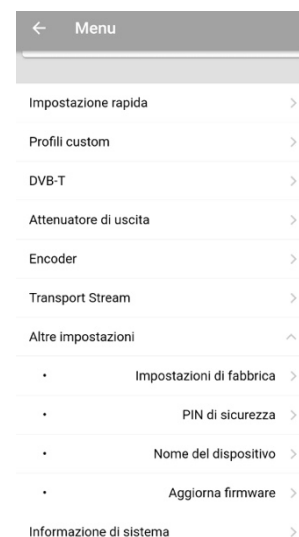 Menu
Impostazione rapida
Profili custom
DVB-T
Attenuatore di uscita
Encoder
Transport Stream
Altre impostazioni
• Impostazioni di fabbrica
• PIN di sicurezza
• Nome del dispositivo
• Aggiorna firmware
Informazione di sistema